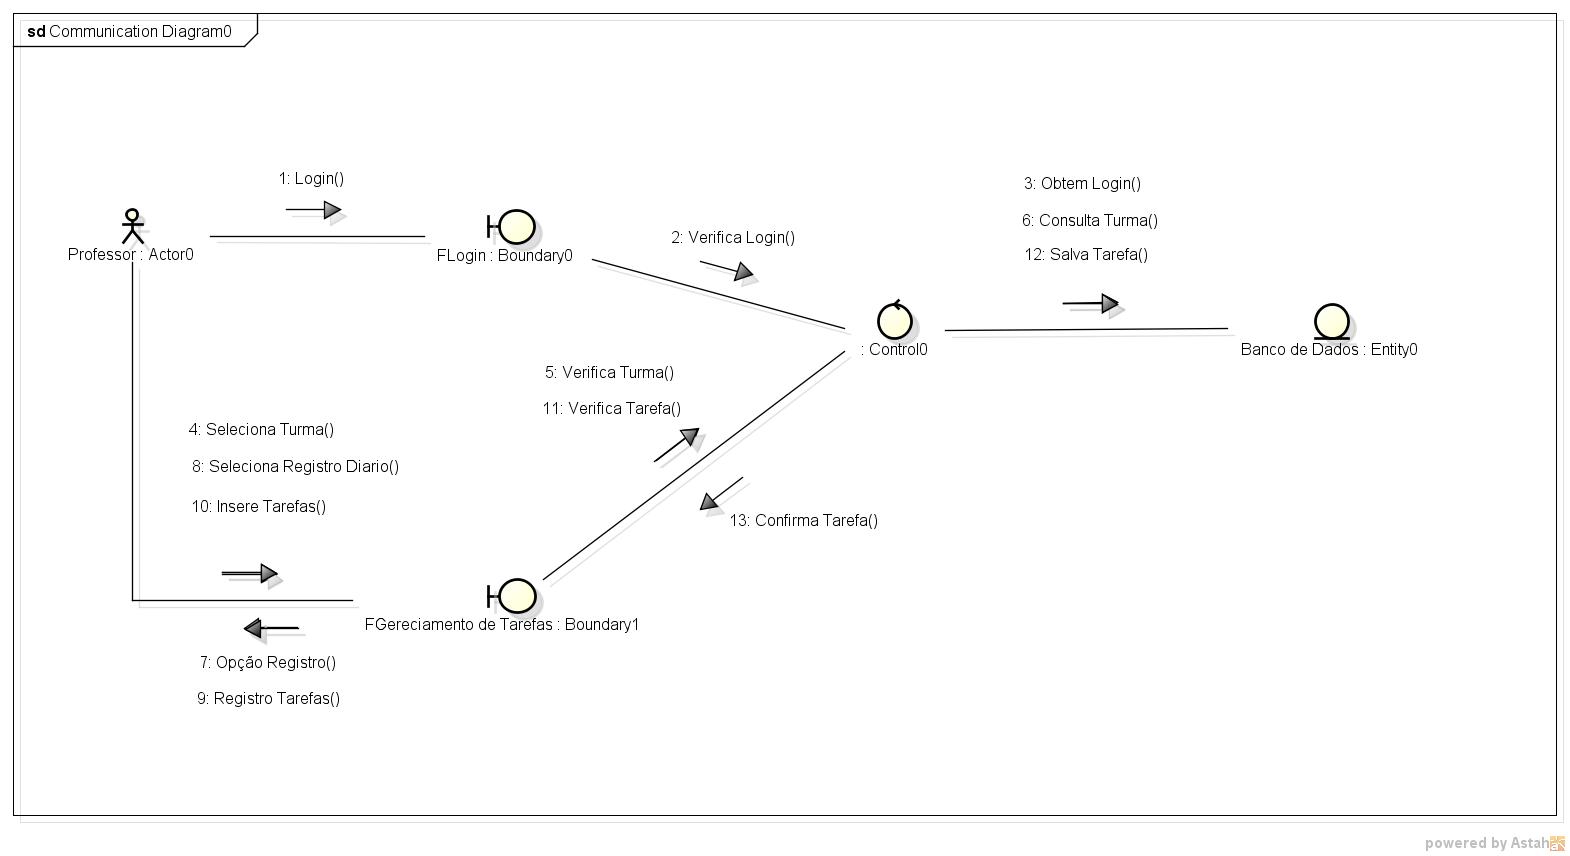 sd Communication Diagram0
1: Login()
Professor : Actor0
FLogin : Boundary0
2: Verifica Login()
3: Obtem Login()
6: Consulta Turma()
12: Salva Tarefa()
: Control0
Banco de Dados : Entity0
5: Verifica Turma()
11: Verifica Tarefa()
4: Seleciona Turma()
8: Seleciona Registro Diario()
10: Insere Tarefas()
13: Confirma Tarefa()
FGereciamento de Tarefas : Boundary1
7: Opção Registro()
9: Registro Tarefas()
powered by Astah